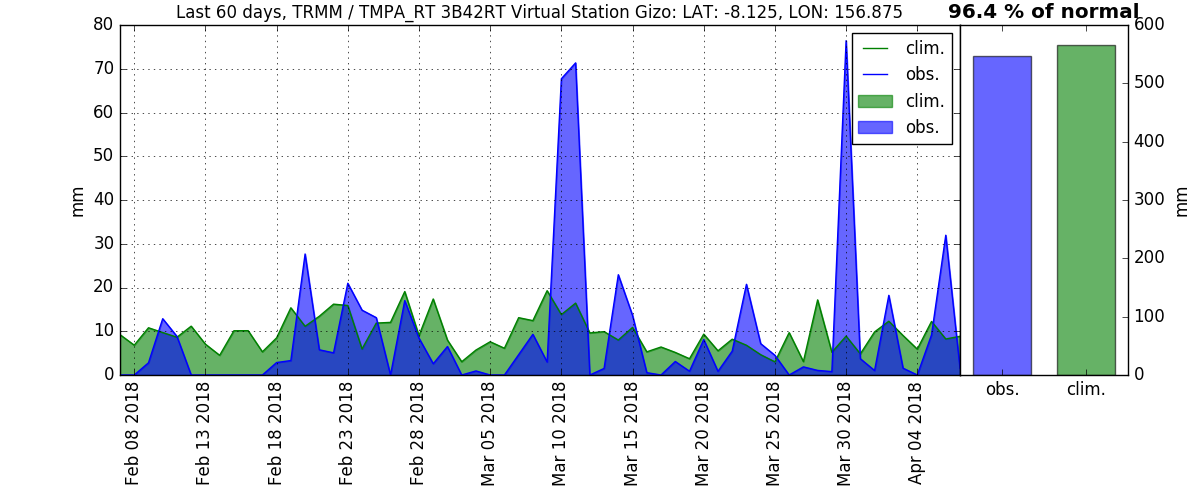 Last 60 days, TRMM / TMPA_RT 3B42RT Virtual Station Gizo: LAT: -8.125, LON: 156.875
96.4 % of normal
80
70
60
50
40
30
20
10
0
mm
clim.
obs.
clim.
obs.
600
500
400
300
200
100
0
mm
obs.
clim.
Feb 08 2018
Feb 13 2018
Feb 18 2018
Feb 23 2018
Feb 28 2018
Mar 05 2018
Mar 10 2018
Mar 15 2018
Mar 20 2018
Mar 25 2018
Mar 30 2018
Apr 04 2018